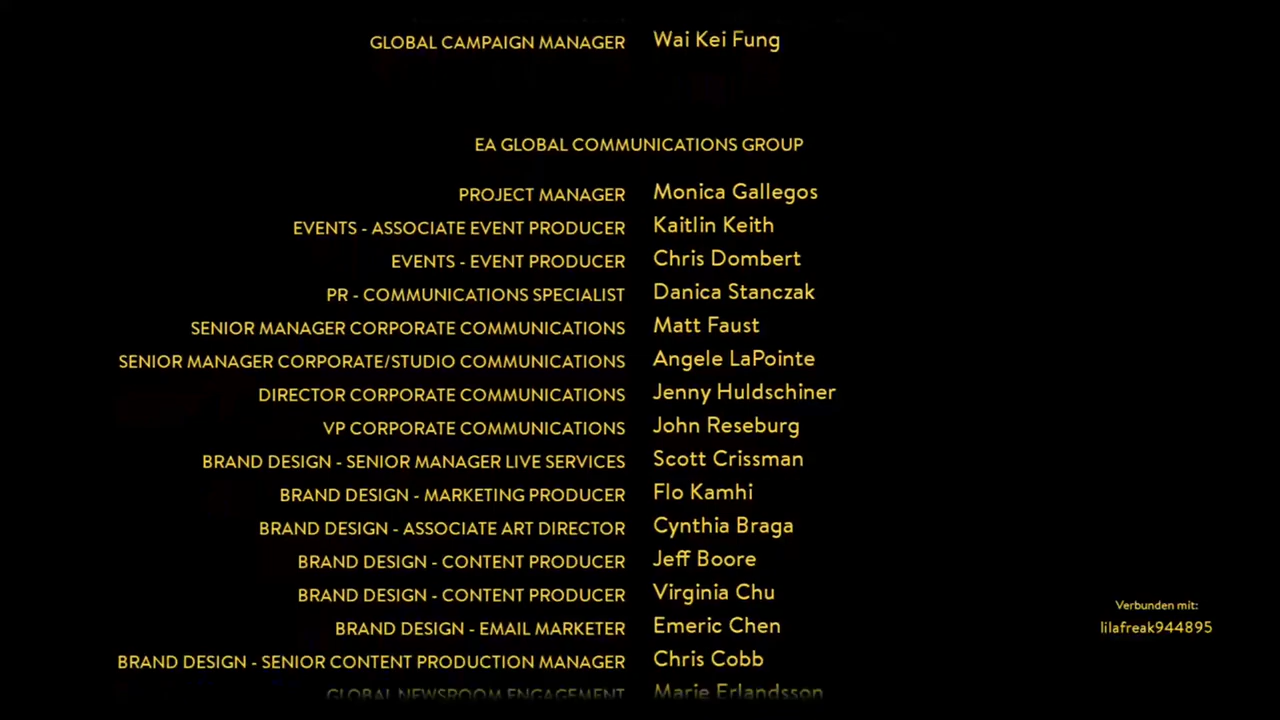 GLOBAL CAMPAIGN MANAGER Wai Kei Fung
EA GLOBAL COMMUNICATIONS GROUP
PROJECT MANAGER Monica Gallegos
EVENTS - ASSOCIATE EVENT PRODUCER Kaitlin Keith
EVENTS - EVENT PRODUCER Chris Dombert
PR - COMMUNICATIONS SPECIALIST Danica Stanczak
SENIOR MANAGER CORPORATE COMMUNICATIONS Matt Faust
SENIOR MANAGER CORPORATE/STUDIO COMMUNICATIONS Angele LaPointe
DIRECTOR CORPORATE COMMUNICATIONS Jenny Huldschiner
VP CORPORATE COMMUNICATIONS John Reseburg
BRAND DESIGN - SENIOR MANAGER LIVE SERVICES Scott Crissman
BRAND DESIGN - MARKETING PRODUCER Flo Kamhi
BRAND DESIGN - ASSOCIATE ART DIRECTOR Cynthia Braga
BRAND DESIGN - CONTENT PRODUCER Jeff Boore
BRAND DESIGN - CONTENT PRODUCER Virginia Chu
BRAND DESIGN - EMAIL MARKETER Emeric Chen
BRAND DESIGN - SENIOR CONTENT PRODUCTION MANAGER Chris Cobb
GLOBAL NEWSROOM ENGAGEMENT Marie Erlandsson
Verbunden mit:
lilafreak944895